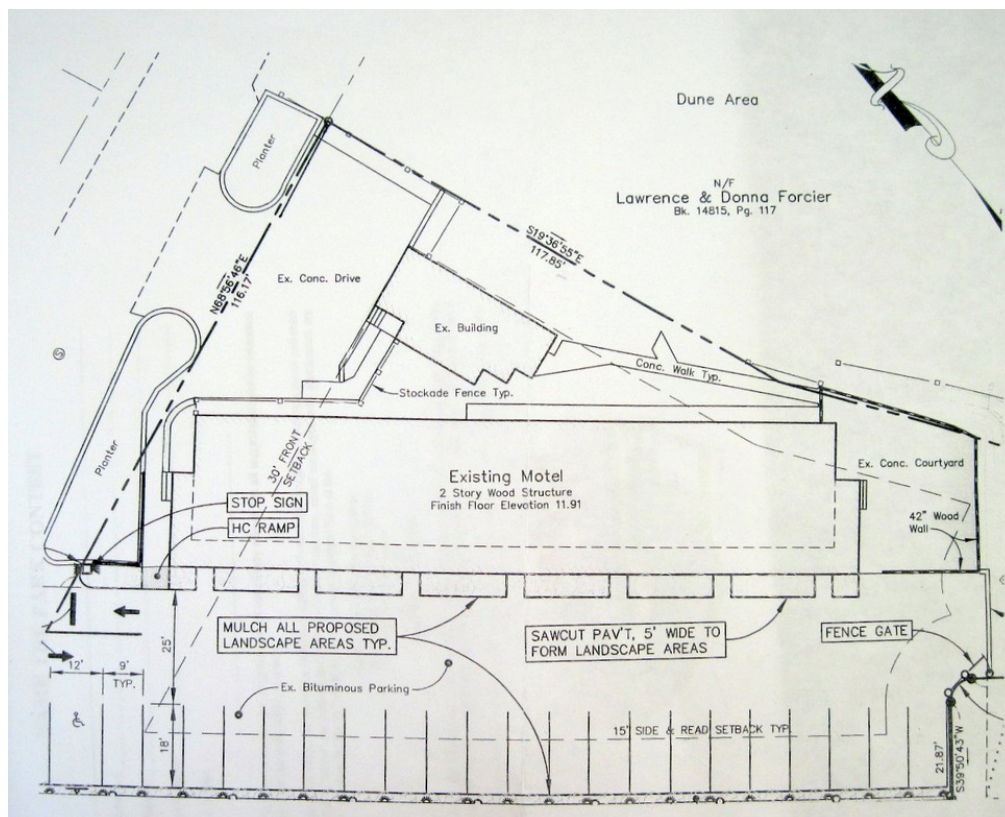 Dune Area
N/F
Lawrence & Donna Forcier
Bk. 14815, Pg. 117
Planter
N68°56'46"E
116.17'
S19°36'55"E
117.85'
Ex. Conc. Drive
Ex. Building
Conc. Walk Typ.
Stockade Fence Typ.
Planter
30' FRONT
SETBACK
Existing Motel
2 Story Wood Structure
Finish Floor Elevation 11.91
Ex. Conc. Courtyard
42" Wood
Wall
STOP SIGN
HC RAMP
MULCH ALL PROPOSED
LANDSCAPE AREAS TYP.
SAWCUT PAV'T, 5' WIDE TO
FORM LANDSCAPE AREAS
FENCE GATE
25'
12'
9'
TYP.
Ex. Bituminous Parking
18'
15' SIDE & READ SETBACK TYP.
21.87'
S39°50'43"W
S